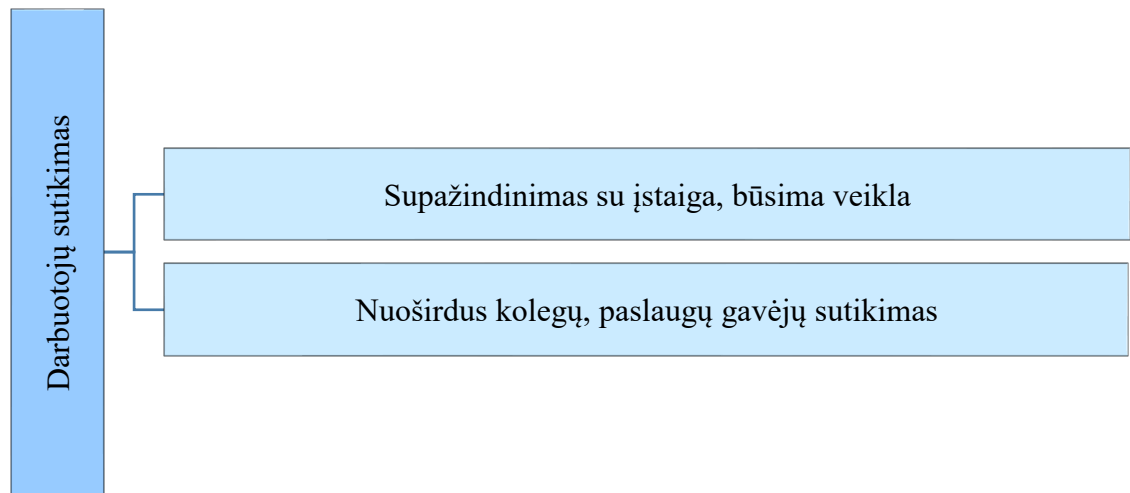 Darbuotojų sutikimas
Supažindinimas su įstaiga, būsima veikla
Nuoširdus kolegų, paslaugų gavėjų sutikimas